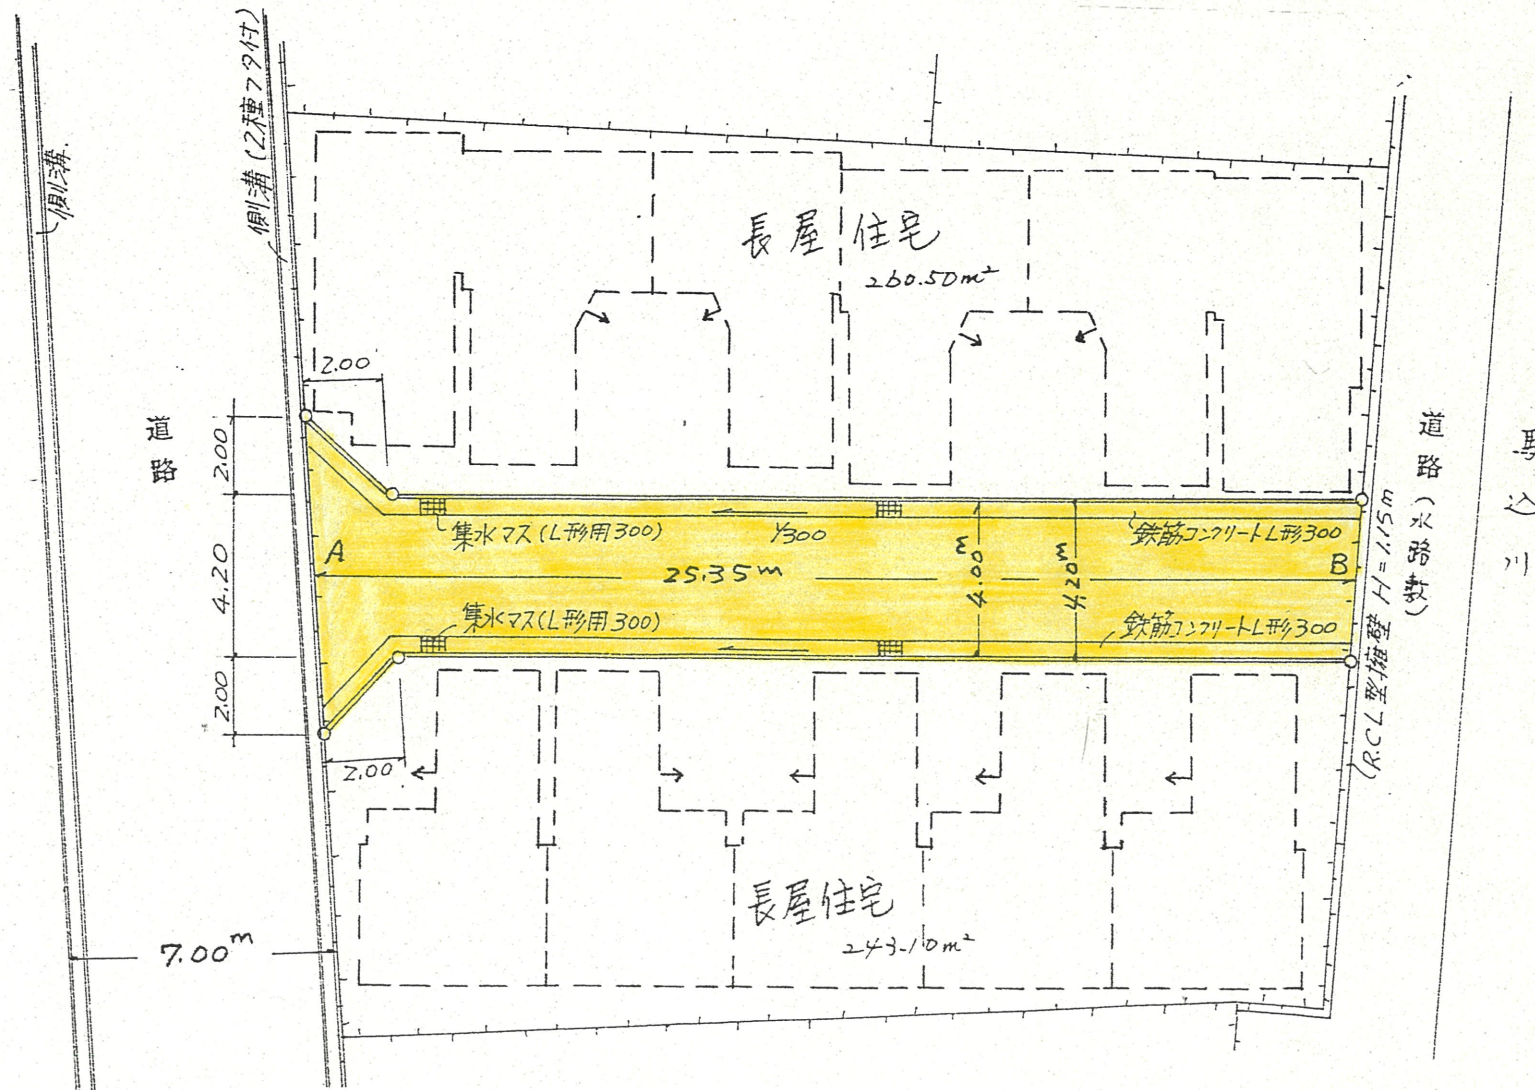 側溝
側溝(2種フタ付)
長屋住宅
260.50m²
2.00
道路
2.00
4.20
2.00
集水マス(L形用300)
1/300
鉄筋コンクリートL形300
A
25.35m
4.00m
4.20m
B
集水マス(L形用300)
鉄筋コンクリートL形300
2.00
長屋住宅
243.10m²
7.00m
(R.C L型擁壁 H=1.15m
道路(水路敷)
込川